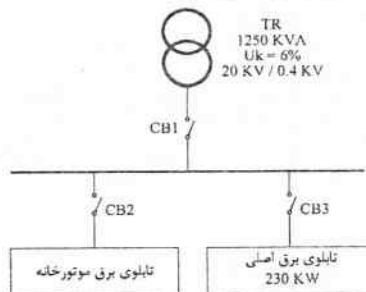 TR
1250 KVA
Uk = 6%
20 KV / 0.4 KV
CB1
CB2
CB3
تابلوی برق موتورخانه
تابلوی برق اصلی
230 KW